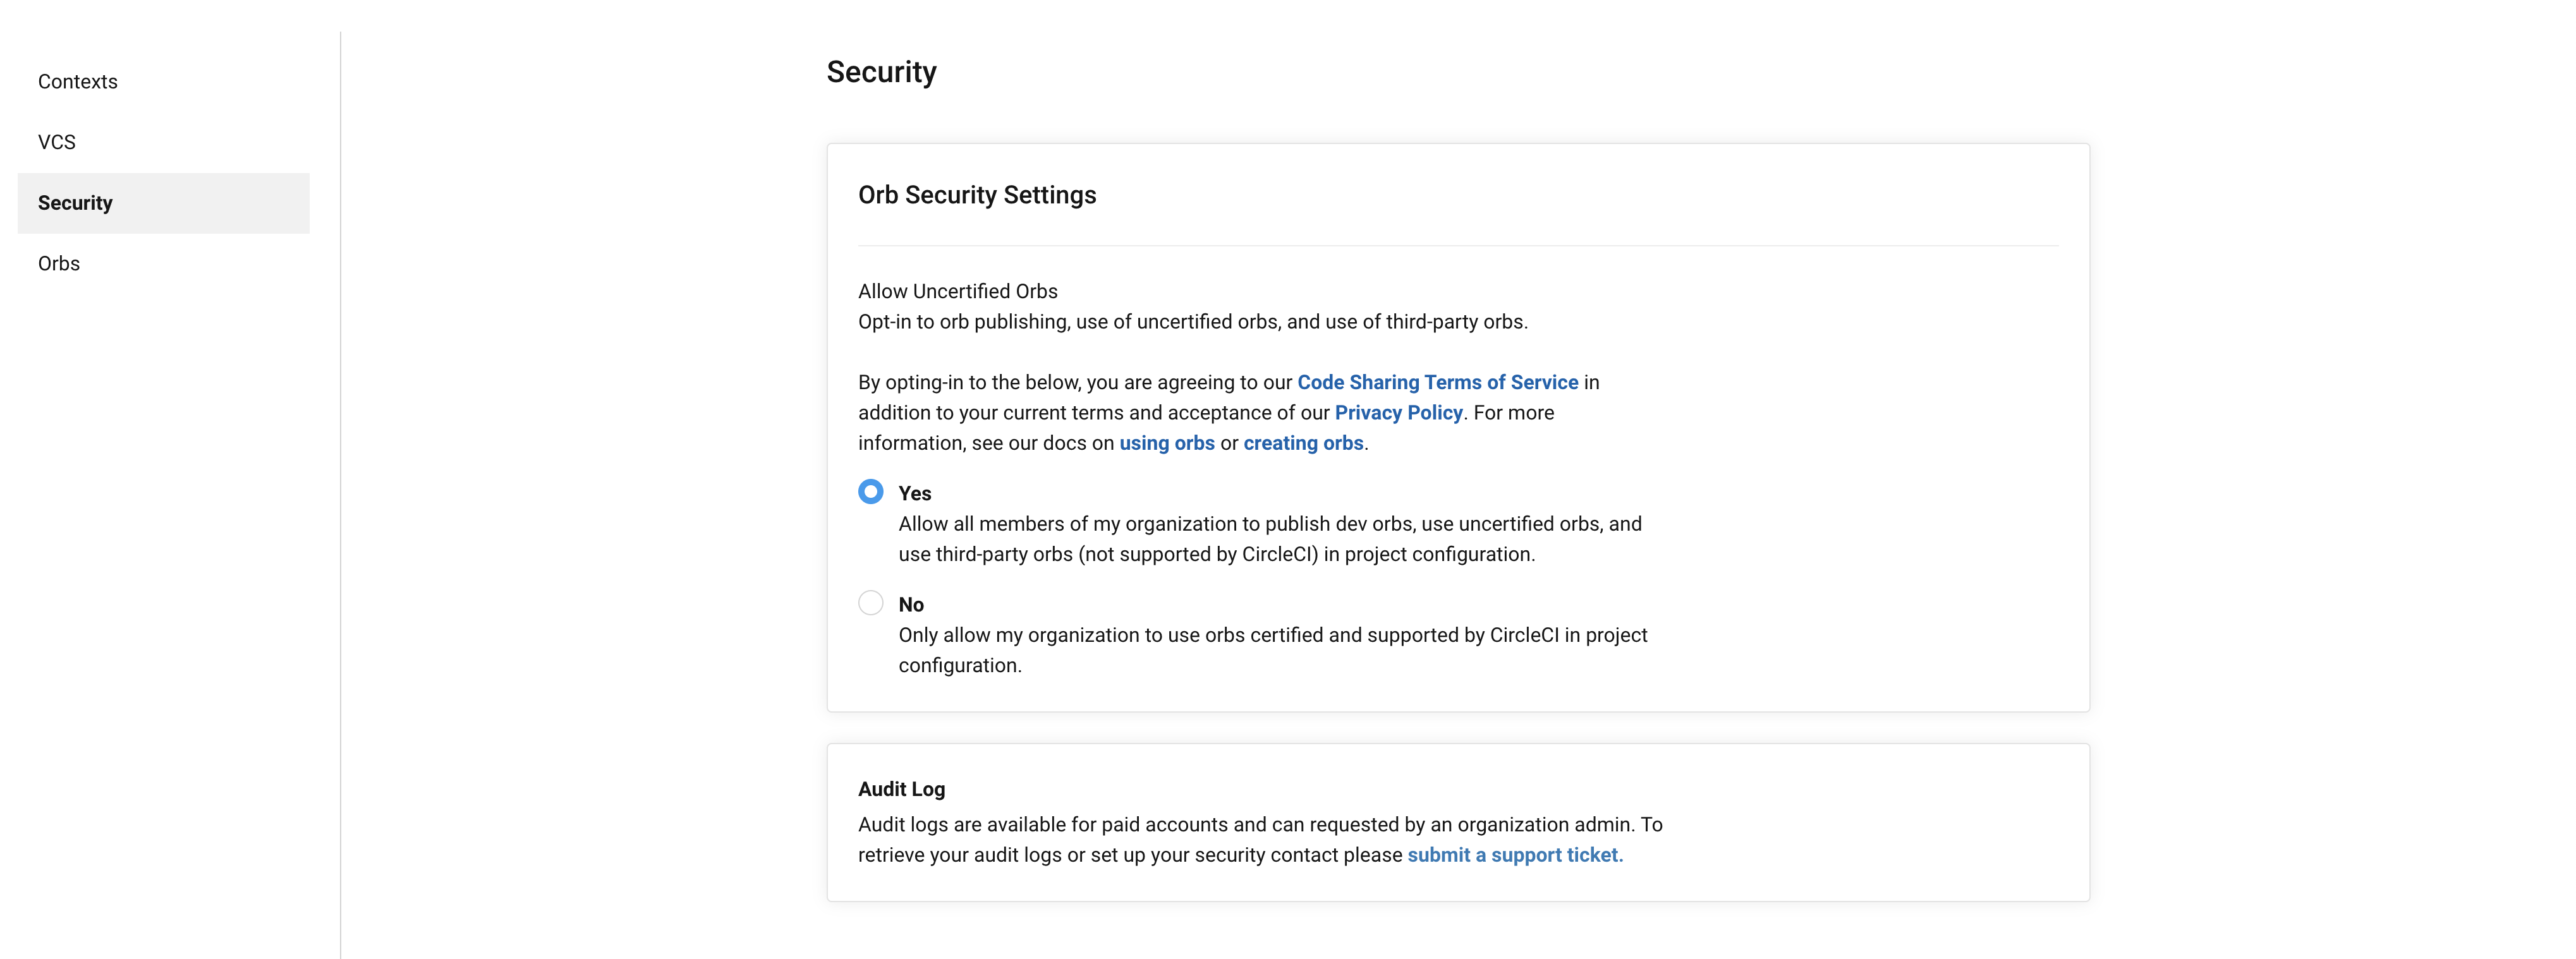 Contexts
VCS
Security
Orbs
Security
Orb Security Settings
Allow Uncertified Orbs
Opt-in to orb publishing, use of uncertified orbs, and use of third-party orbs.
By opting-in to the below, you are agreeing to our Code Sharing Terms of Service in
addition to your current terms and acceptance of our Privacy Policy. For more
information, see our docs on using orbs or creating orbs.
Yes
Allow all members of my organization to publish dev orbs, use uncertified orbs, and
use third-party orbs (not supported by CircleCI) in project configuration.
No
Only allow my organization to use orbs certified and supported by CircleCI in project
configuration.
Audit Log
Audit logs are available for paid accounts and can requested by an organization admin. To
retrieve your audit logs or set up your security contact please submit a support ticket.